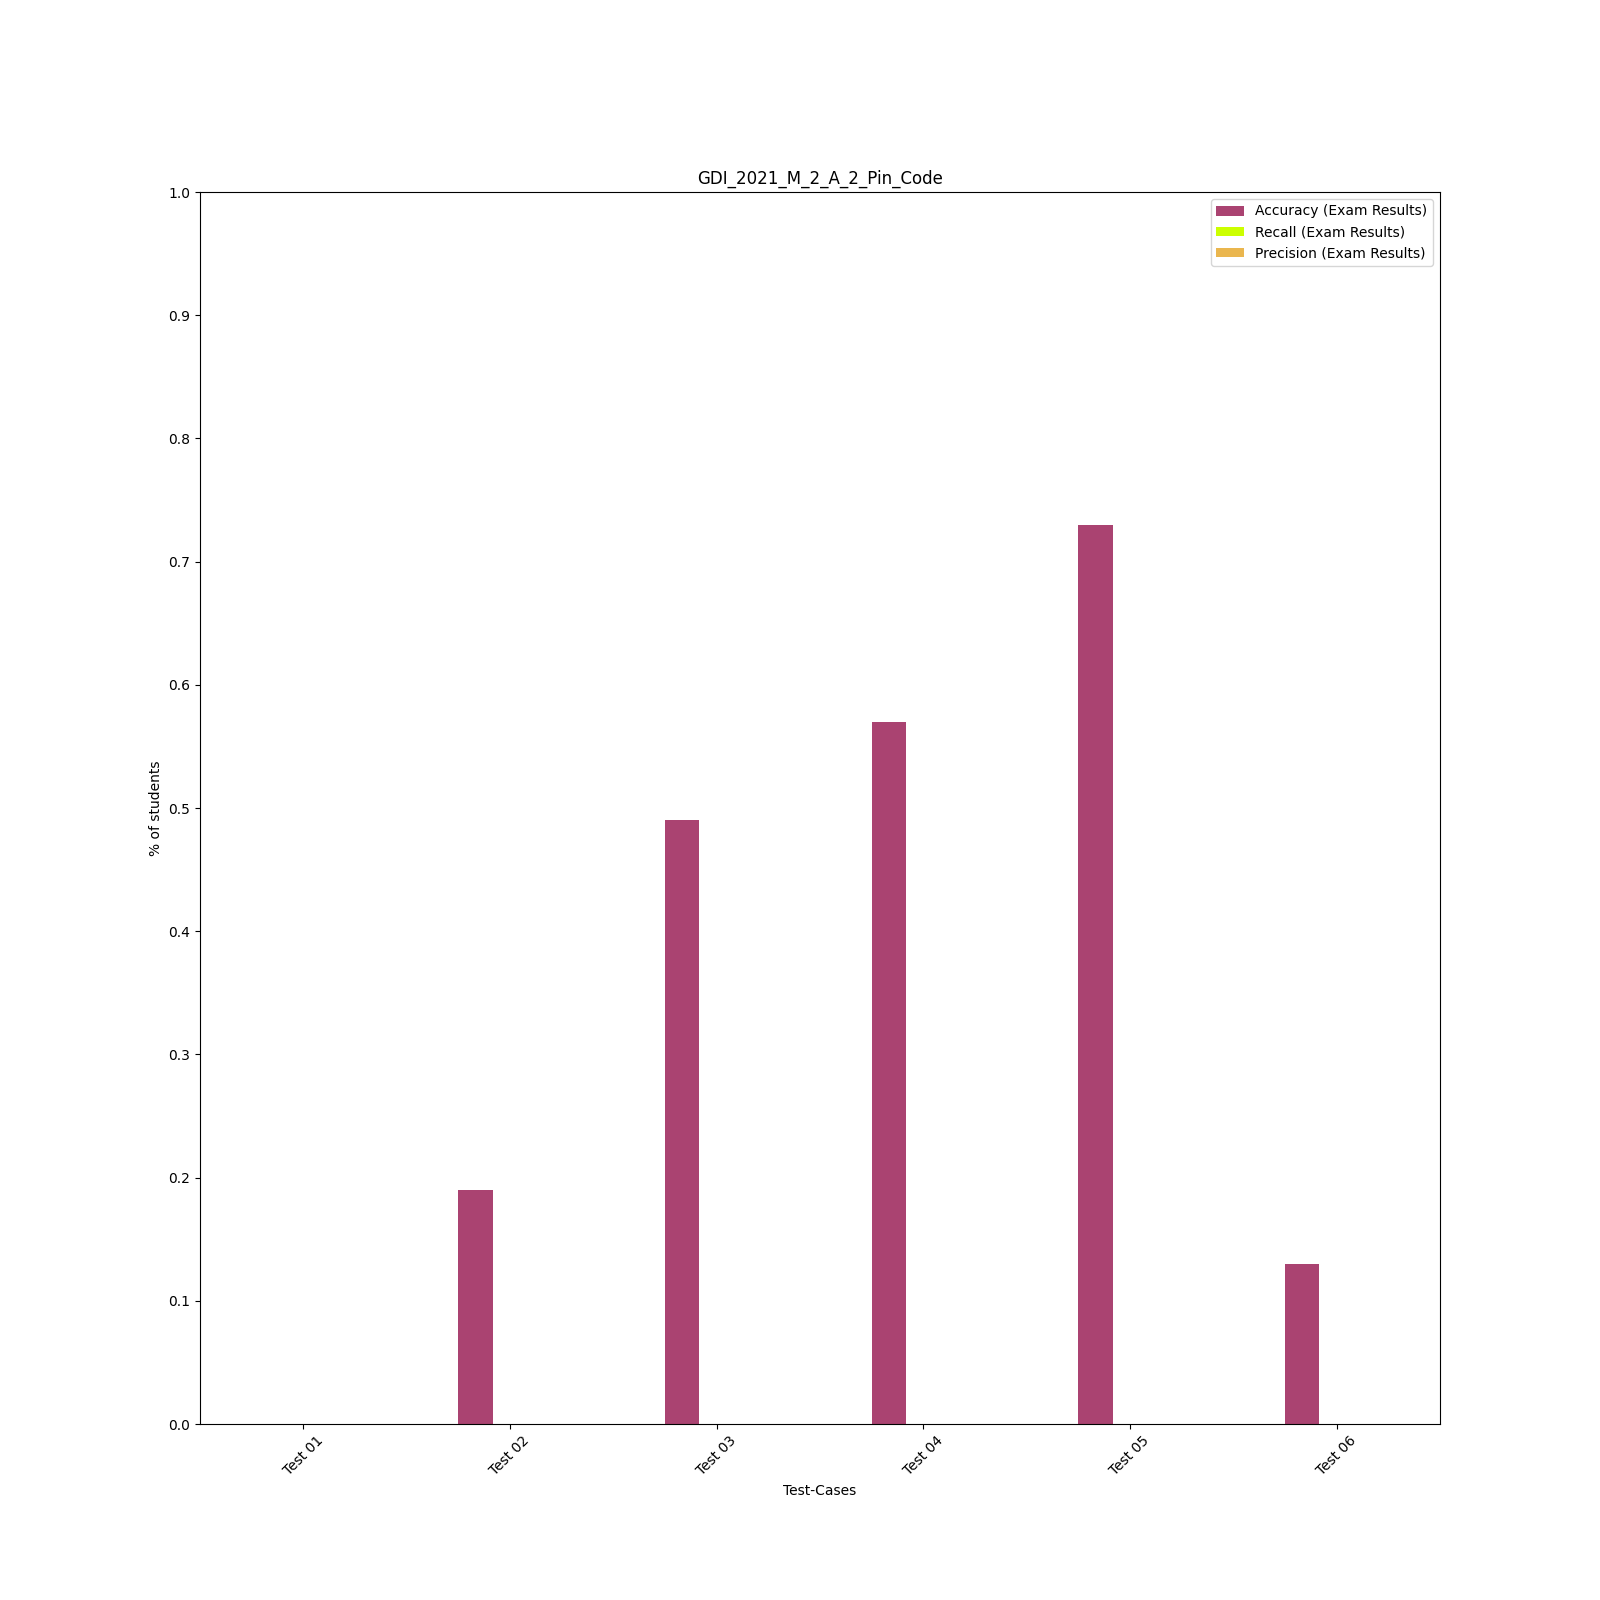 GDI_2021_M_2_A_2_Pin_Code
1.0
0.9
0.8
0.7
0.6
0.5
0.4
0.3
0.2
0.1
0.0
% of students
Accuracy (Exam Results)
Recall (Exam Results)
Precision (Exam Results)
Test 01
Test 02
Test 03
Test 04
Test 05
Test 06
Test-Cases